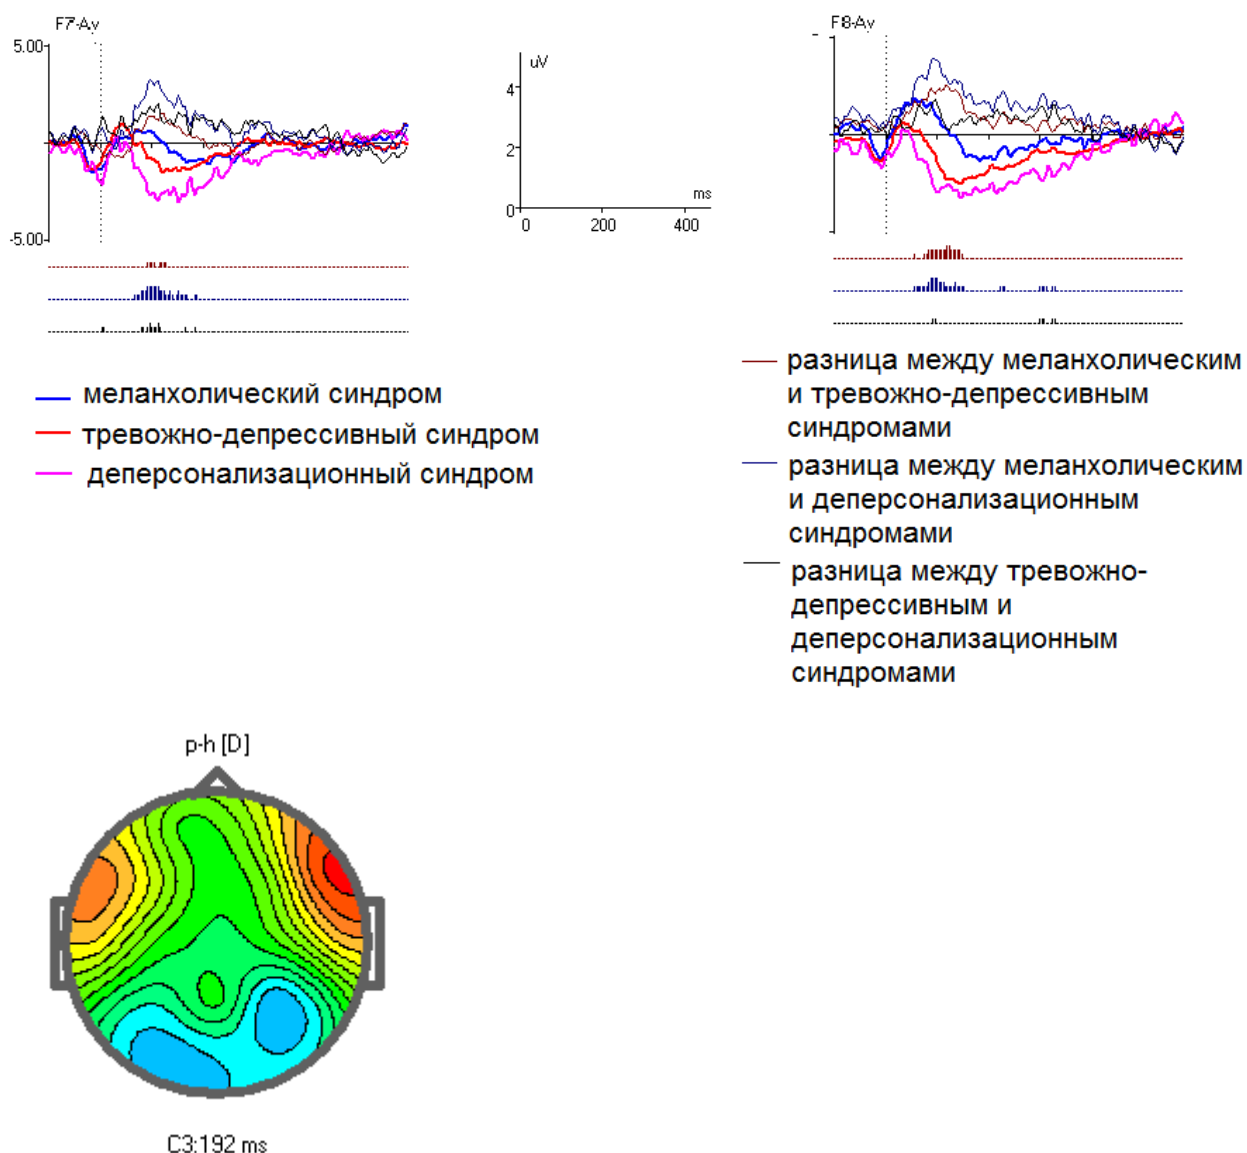 F7-Av
5.00
-5.00
uV
4
2
0
0
200
400
ms
F8-Av
меланхолический синдром
тревожно-депрессивный синдром
деперсонализационный синдром
разница между меланхолическим
и тревожно-депрессивным
синдромами
разница между меланхолическим
и деперсонализационным
синдромами
разница между тревожно-
депрессивным и
деперсонализационным
синдромами
p-h [D]
C3:192 ms